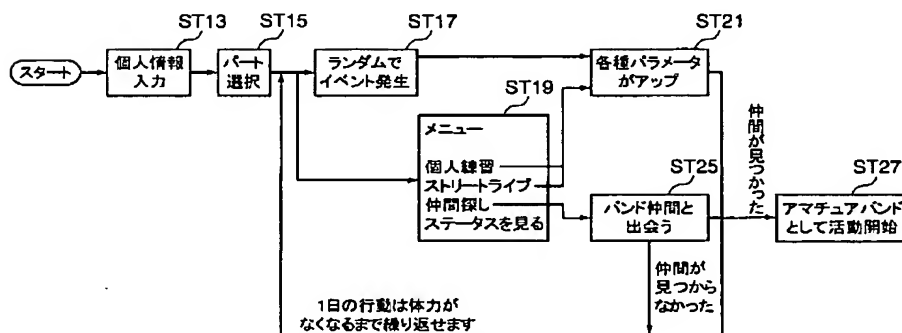 ST13
ST15
ST17
ST21
スタート
個人情報
入力
パート
選択
ランダムで
イベント発生
各種パラメータ
がアップ
ST19
メニュー
個人練習
ストリートライブ
仲間探し
ステータスを見る
ST25
バンド仲間と
出会う
仲間が見つかった
ST27
アマチュアバンド
として活動開始
仲間が
見つから
なかった
1日の行動は体力が
なくなるまで繰り返せます